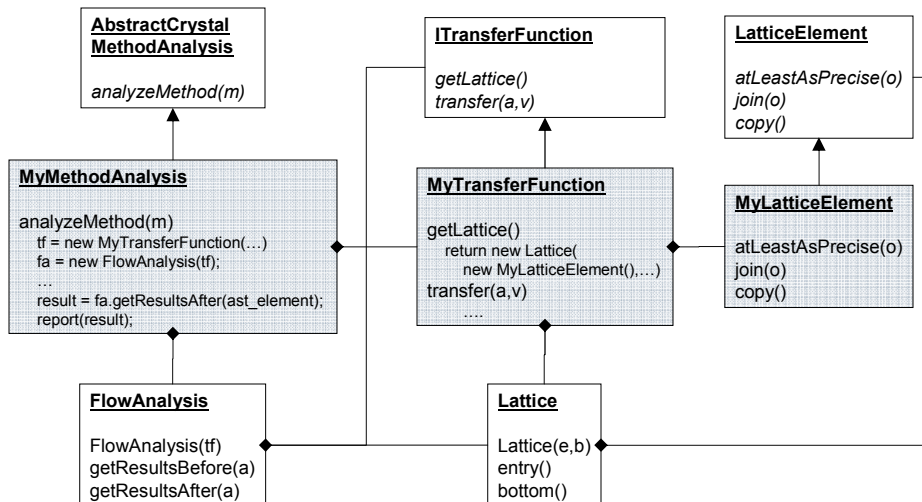 AbstractCrystal
MethodAnalysis
analyzeMethod(m)
ITransferFunction
getLattice()
transfer(a,v)
LatticeElement
atLeastAsPrecise(o)
join(o)
copy()
MyMethodAnalysis
analyzeMethod(m)
tf = new MyTransferFunction(…)
fa = new FlowAnalysis(tf);
…
result = fa.getResultsAfter(ast_element);
report(result);
MyTransferFunction
getLattice()
return new Lattice(
new MyLatticeElement(),…)
transfer(a,v)
….
MyLatticeElement
atLeastAsPrecise(o)
join(o)
copy()
FlowAnalysis
FlowAnalysis(tf)
getResultsBefore(a)
getResultsAfter(a)
Lattice
Lattice(e,b)
entry()
bottom()